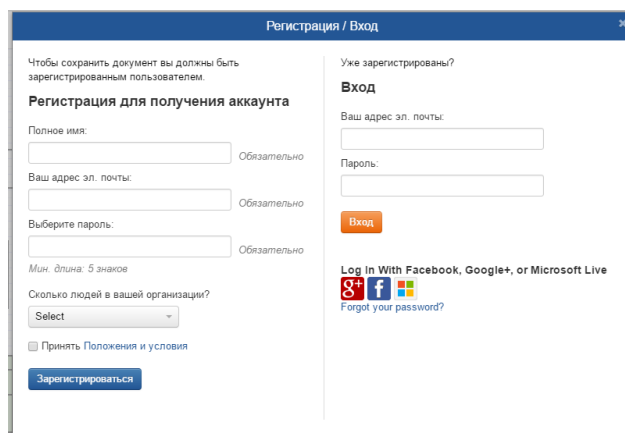 Регистрация / Вход
Чтобы сохранить документ вы должны быть
зарегистрированным пользователем.
Регистрация для получения аккаунта
Полное имя:
Обязательно
Ваш адрес эл. почты:
Обязательно
Выберите пароль:
Обязательно
Мин. длина: 5 знаков
Сколько людей в вашей организации?
Select
Принять Положения и условия
Зарегистрироваться
Уже зарегистрированы?
Вход
Ваш адрес эл. почты:
Пароль:
Вход
Log In With Facebook, Google+, or Microsoft Live
g+ f
Forgot your password?